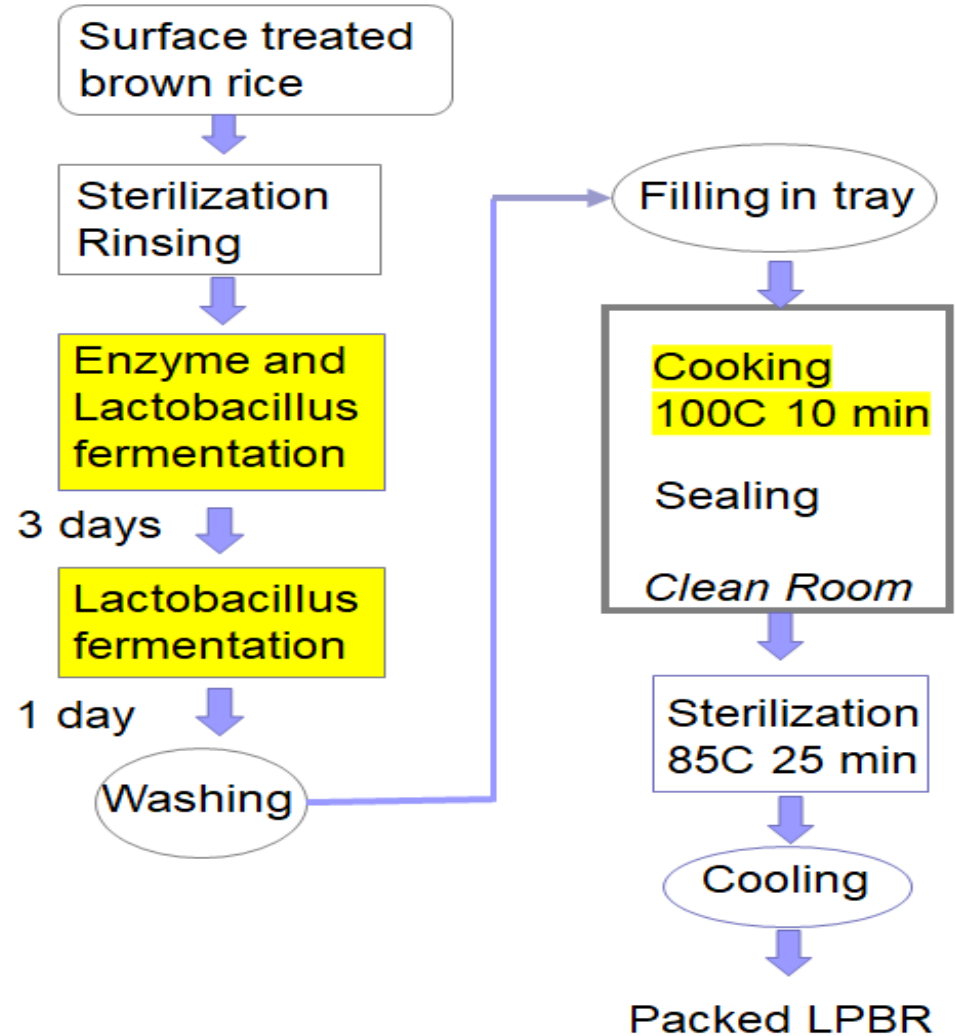 Surface treated
brown rice
Sterilization
Rinsing
Enzyme and
Lactobacillus
fermentation
3 days
Lactobacillus
fermentation
1 day
Washing
Filling in tray
Cooking
100C 10 min
Sealing
Clean Room
Sterilization
85C 25 min
Cooling
Packed LPBR